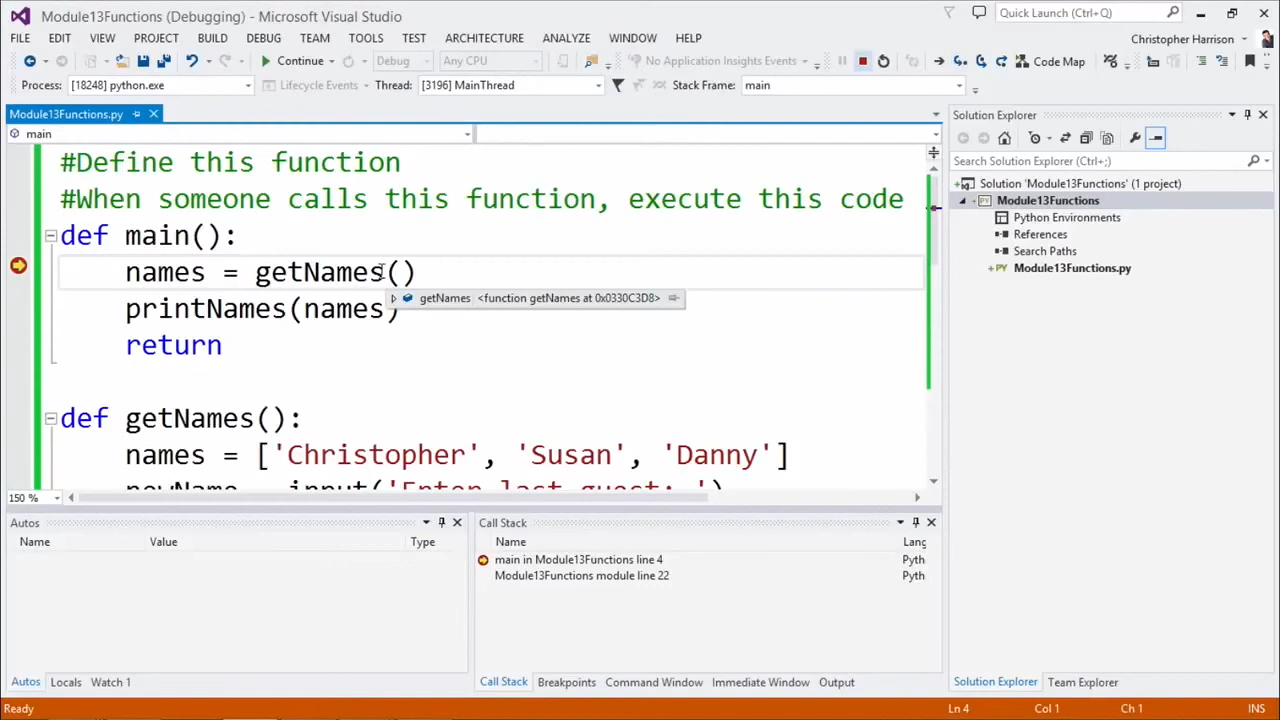 Module13Functions (Debugging) - Microsoft Visual Studio
Quick Launch (Ctrl+Q)
FILE EDIT VIEW PROJECT BUILD DEBUG TEAM TOOLS TEST ARCHITECTURE ANALYZE WINDOW HELP
Christopher Harrison
Continue Debug Any CPU No Application Insights Events Code Map
Process: [18248] python.exe Lifecycle Events Thread: [3196] MainThread Stack Frame: main
Module13Functions.py
main
#Define this function
#When someone calls this function, execute this code
def main():
names = getNames()
getNames <function getNames at 0x0330C3D8>
printNames(names)
return
def getNames():
names = ['Christopher', 'Susan', 'Danny']
newName = input('Enter last guest: ')
150 %
Solution Explorer
Search Solution Explorer (Ctrl+;)
Solution 'Module13Functions' (1 project)
Module13Functions
Python Environments
References
Search Paths
Module13Functions.py
Autos
Name Value Type
Call Stack
Name Lang
main in Module13Functions line 4 Pyth
Module13Functions module line 22 Pyth
Autos Locals Watch 1
Call Stack Breakpoints Command Window Immediate Window Output
Solution Explorer Team Explorer
Ready Ln 4 Col 1 Ch 1 INS